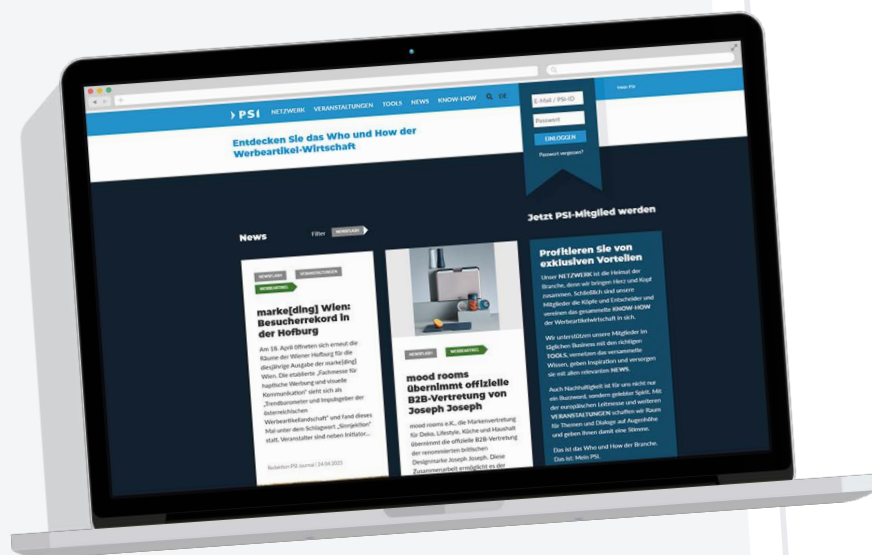 PSI NETZWERK VERANSTALTUNGEN TOOLS NEWS KNOW-HOW DE
Mein PSI
Entdecken Sie das Who und How der
Werbeartikel-Wirtschaft
E-Mail / PSI-ID
Passwort
EINLOGGEN
Passwort vergessen?
News
Filter NEWSFLASH
NEWSFLASH VERANSTALTUNGEN
WERBEARTIKEL
marke[ding] Wien:
Besucherrekord in
der Hofburg
Am 18. April öffneten sich erneut die
Räume der Wiener Hofburg für die
diesjährige Ausgabe der marke[ding]
Wien. Die etablierte „Fachmesse für
haptische Werbung und visuelle
Kommunikation“ sieht sich als
„Trendbarometer und Impulsgeber der
österreichischen
Werbeartikellandschaft“ und fand dieses
Mal unter dem Schlagwort „Sinnjektion“
statt. Veranstalter sind neben Initiator...
Redaktion PSI Journal | 24.04.2023
NEWSFLASH WERBEARTIKEL
mood rooms
übernimmt offizielle
B2B-Vertretung von
Joseph Joseph
mood rooms e.K., die Markenvertretung
für Deko, Lifestyle, Küche und Haushalt
übernimmt die offizielle B2B-Vertretung
der renommierten britischen
Designmarke Joseph Joseph. Diese
Zusammenarbeit ermöglicht es der
Jetzt PSI-Mitglied werden
Profitieren Sie von
exklusiven Vorteilen
Unser NETZWERK ist die Heimat der
Branche, denn wir bringen Herz und Kopf
zusammen. Schließlich sind unsere
Mitglieder die Köpfe und Entscheider und
vereinen das gesammelte KNOW-HOW
der Werbeartikelwirtschaft in sich.
Wir unterstützen unsere Mitglieder im
täglichen Business mit den richtigen
TOOLS, vernetzen das versammelte
Wissen, geben Inspiration und versorgen
sie mit allen relevanten NEWS.
Auch Nachhaltigkeit ist für uns nicht nur
ein Buzzword, sondern gelebter Spirit. Mit
der europäischen Leitmesse und weiteren
VERANSTALTUNGEN schaffen wir Raum
für Themen und Dialoge auf Augenhöhe
und geben ihnen damit eine Stimme.
Das ist das Who und How der Branche.
Das ist: Mein PSI.